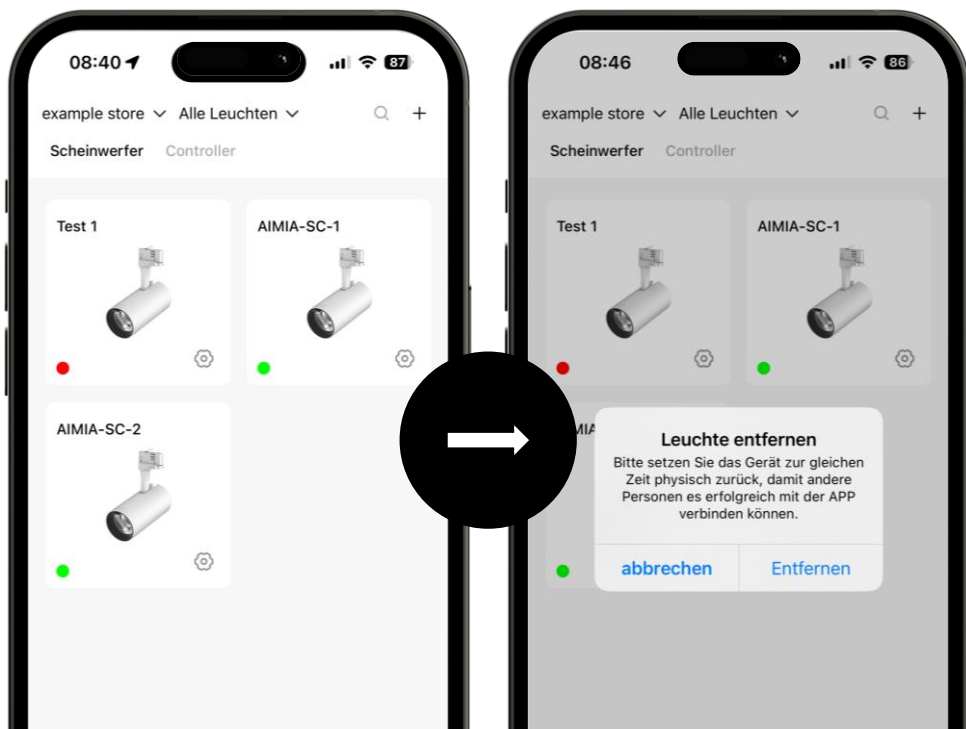 08:40
87
example store Alle Leuchten
Scheinwerfer Controller
Test 1
AIMIA-SC-1
AIMIA-SC-2
08:46
86
example store Alle Leuchten
Scheinwerfer Controller
Test 1
AIMIA-SC-1
Leuchte entfernen
Bitte setzen Sie das Gerät zur gleichen
Zeit physisch zurück, damit andere
Personen es erfolgreich mit der APP
verbinden können.
abbrechen
Entfernen